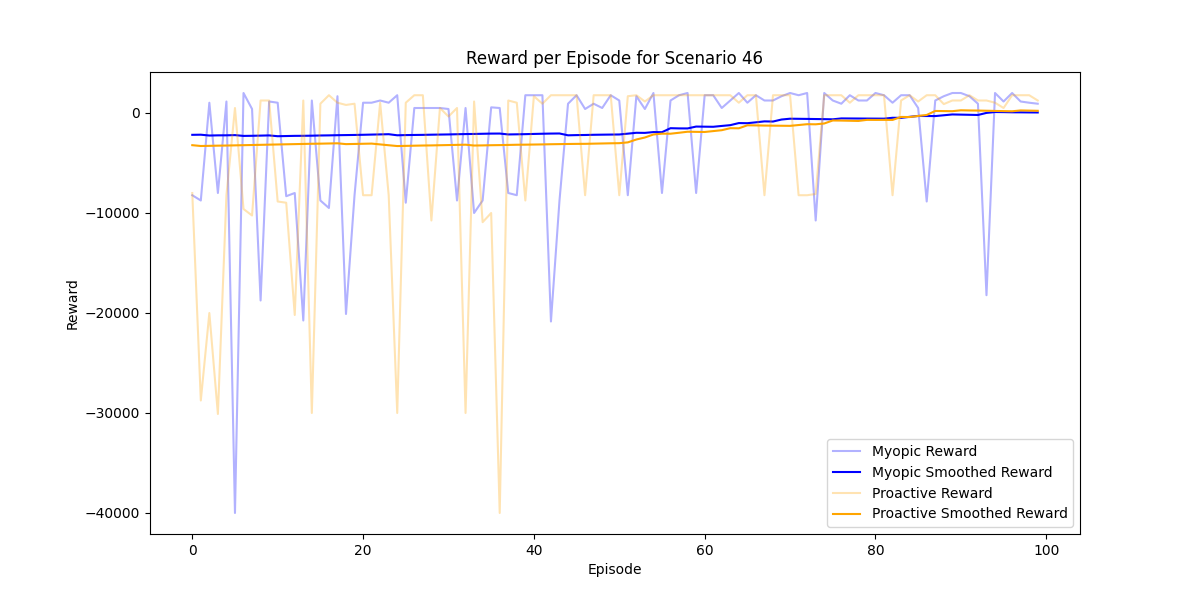 Reward per Episode for Scenario 46
Reward
0
−10000
−20000
−30000
−40000
0
20
40
60
80
100
Episode
Myopic Reward
Myopic Smoothed Reward
Proactive Reward
Proactive Smoothed Reward